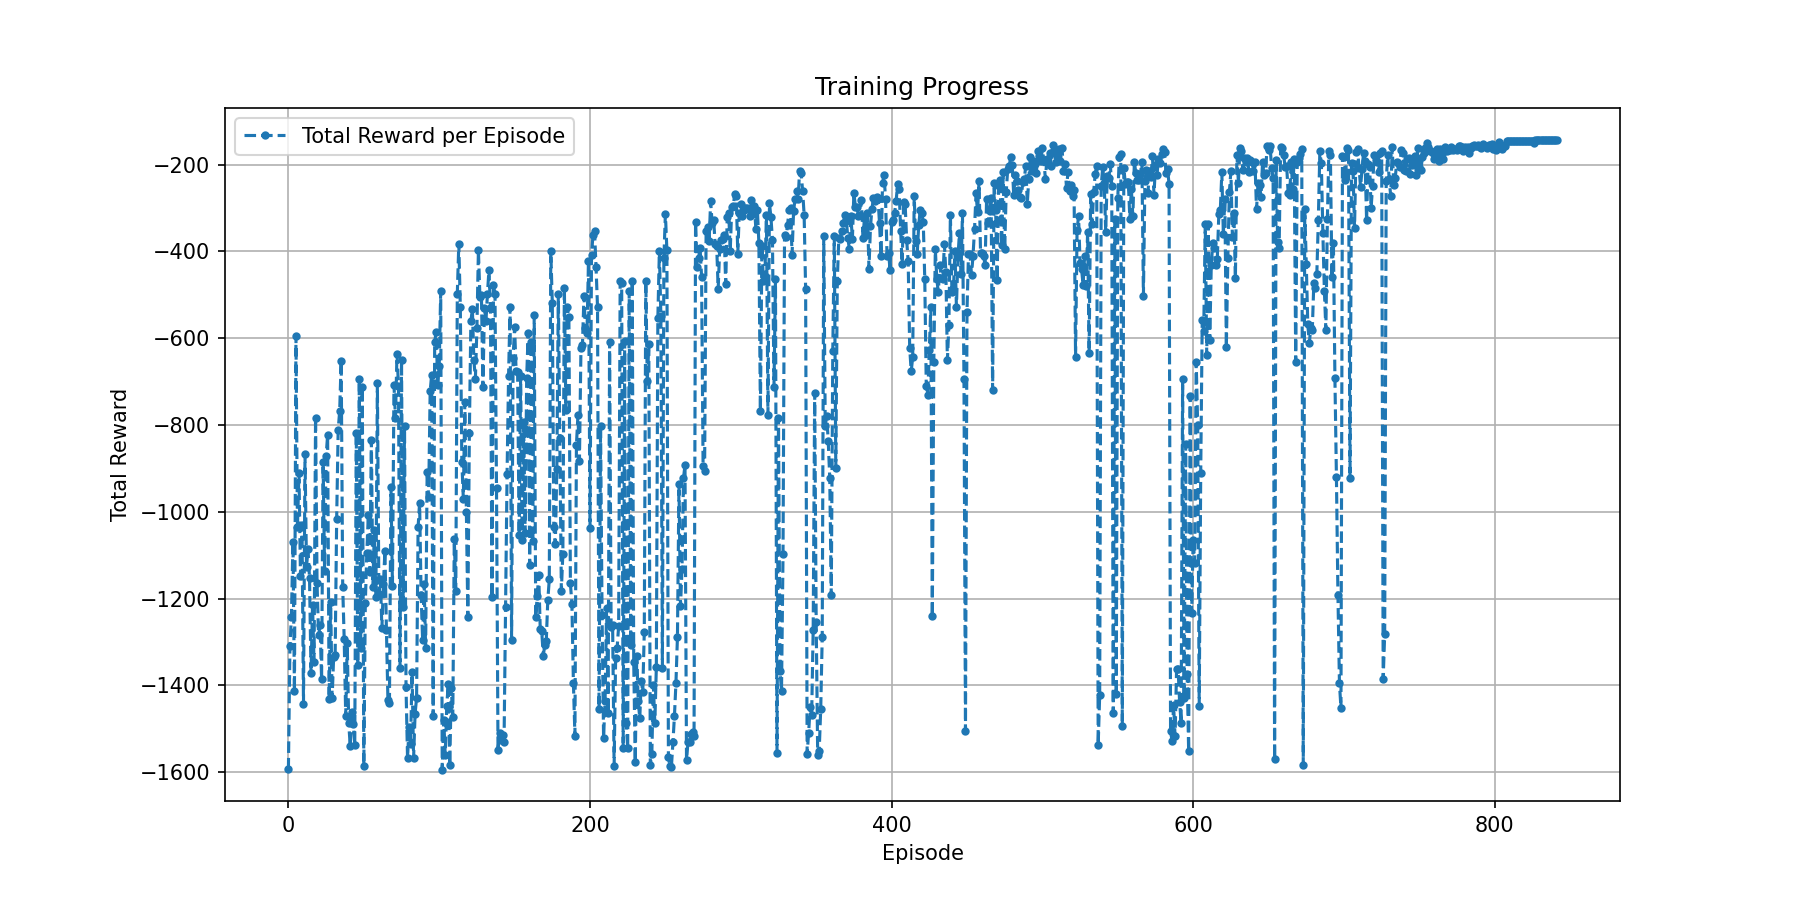 Training Progress
Total Reward per Episode
−200
−400
−600
−800
−1000
−1200
−1400
−1600
Total Reward
0 200 400 600 800
Episode